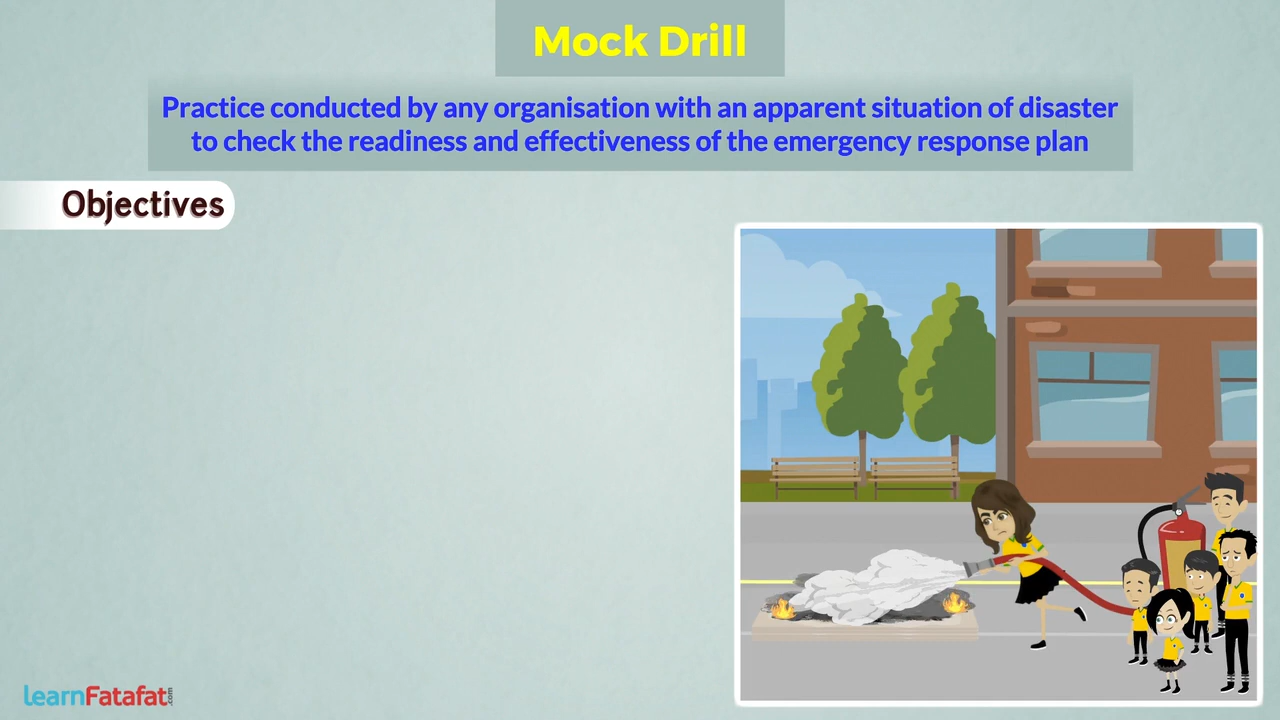 Mock Drill
Practice conducted by any organisation with an apparent situation of disaster
to check the readiness and effectiveness of the emergency response plan
Objectives
learnFatafat.com